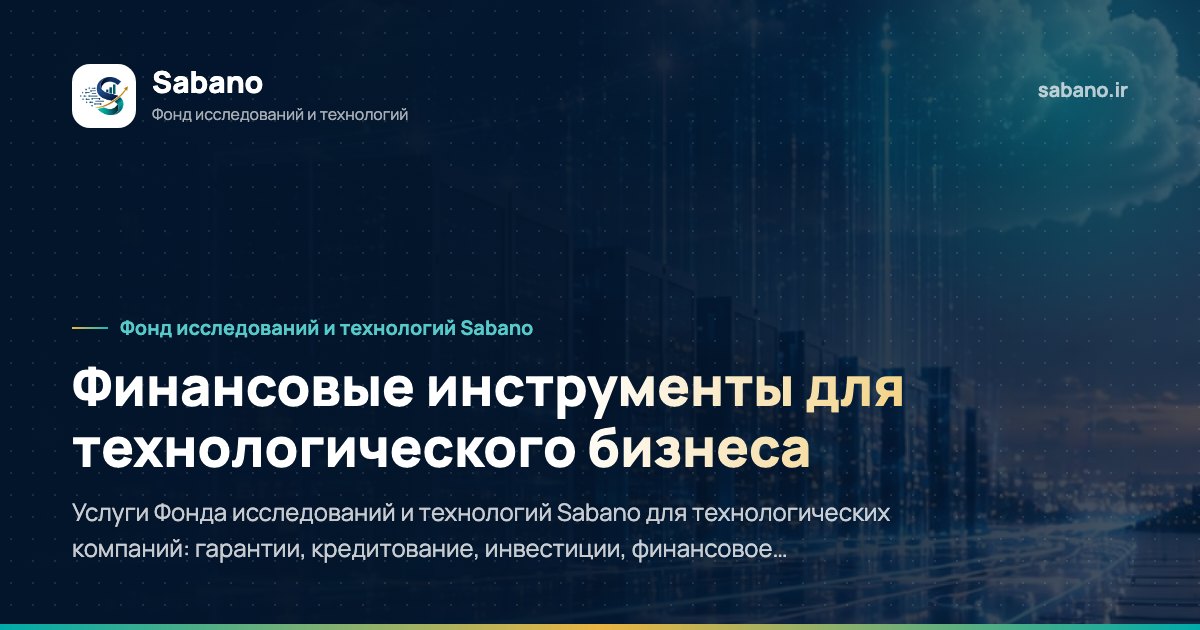 Sabano
Фонд исследований и технологий
sabano.ir
Фонд исследований и технологий Sabano
Финансовые инструменты для
технологического бизнеса
Услуги Фонда исследований и технологий Sabano для технологических
компаний: гарантии, кредитование, инвестиции, финансовое...